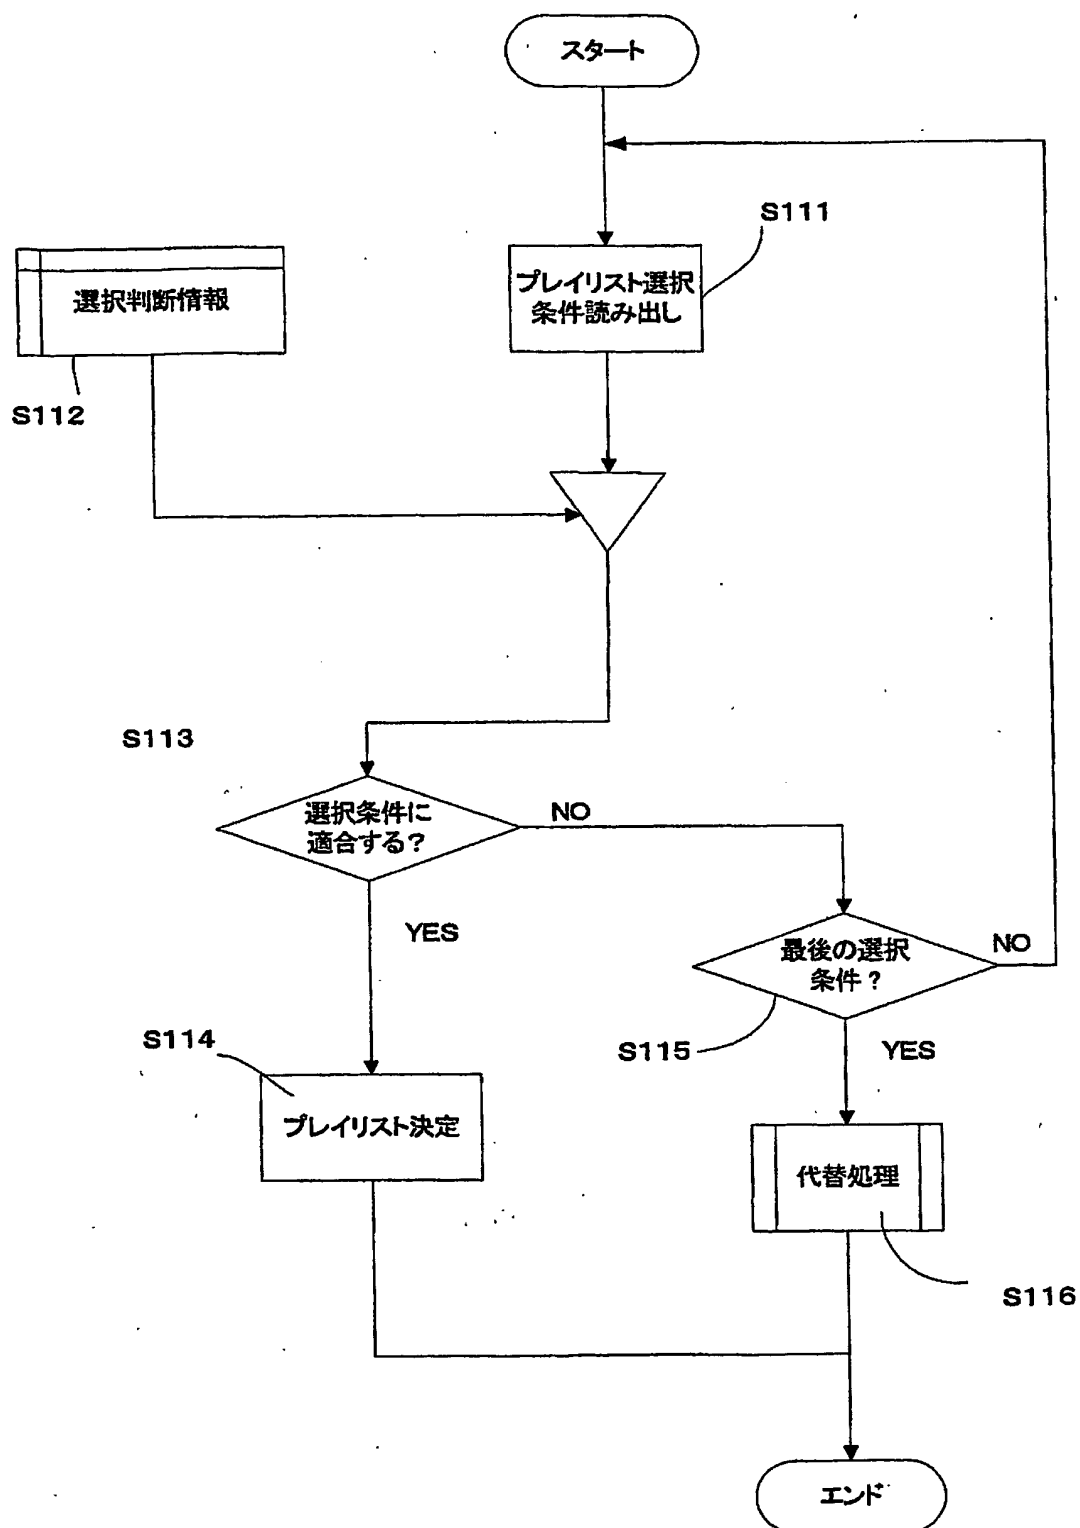 スタート
S111
プレイリスト選択
条件読み出し
選択判断情報
S112
S113
選択条件に
適合する?
NO
YES
最後の選択
条件?
NO
S114
S115
YES
プレイリスト決定
代替処理
S116
エンド